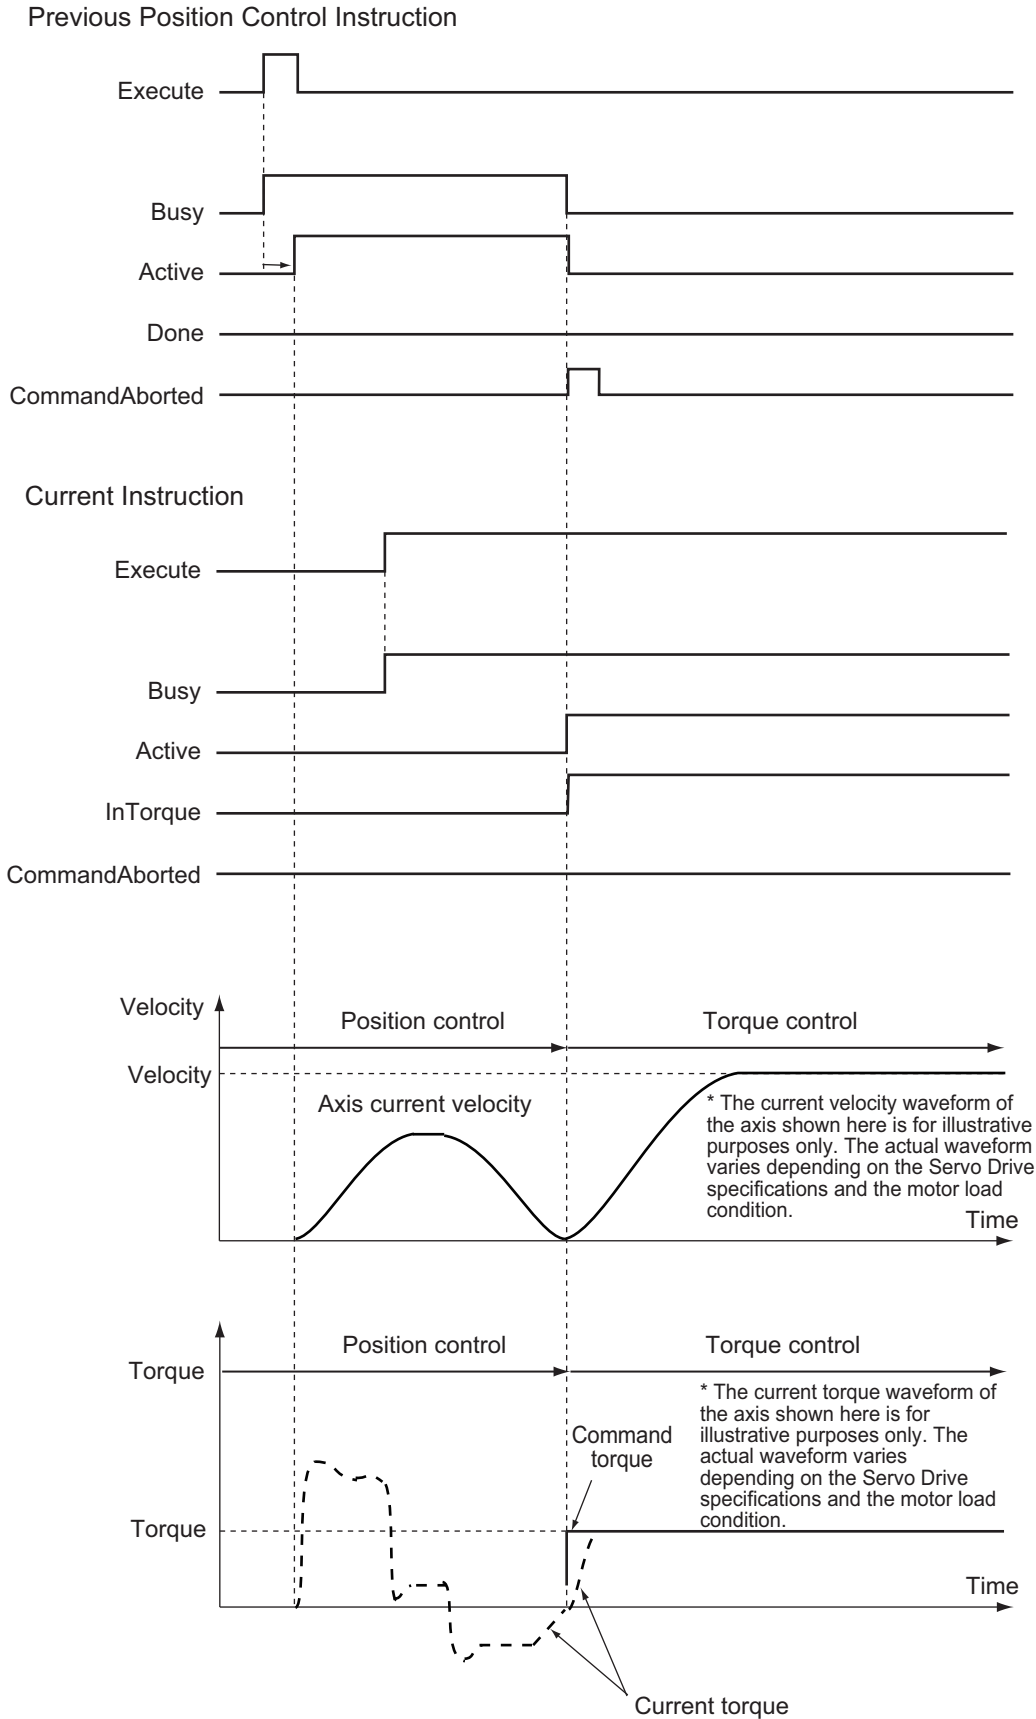 Previous Position Control Instruction
Execute
Busy
Active
Done
CommandAborted
Current Instruction
Execute
Busy
Active
InTorque
CommandAborted
Velocity
Position control
Torque control
Velocity
Axis current velocity
* The current velocity waveform of
the axis shown here is for illustrative
purposes only. The actual waveform
varies depending on the Servo Drive
specifications and the motor load
condition.
Time
Position control
Torque control
Torque
* The current torque waveform of
the axis shown here is for
illustrative purposes only. The
actual waveform varies
depending on the Servo Drive
specifications and the motor load
condition.
Command
torque
Torque
Time
Current torque